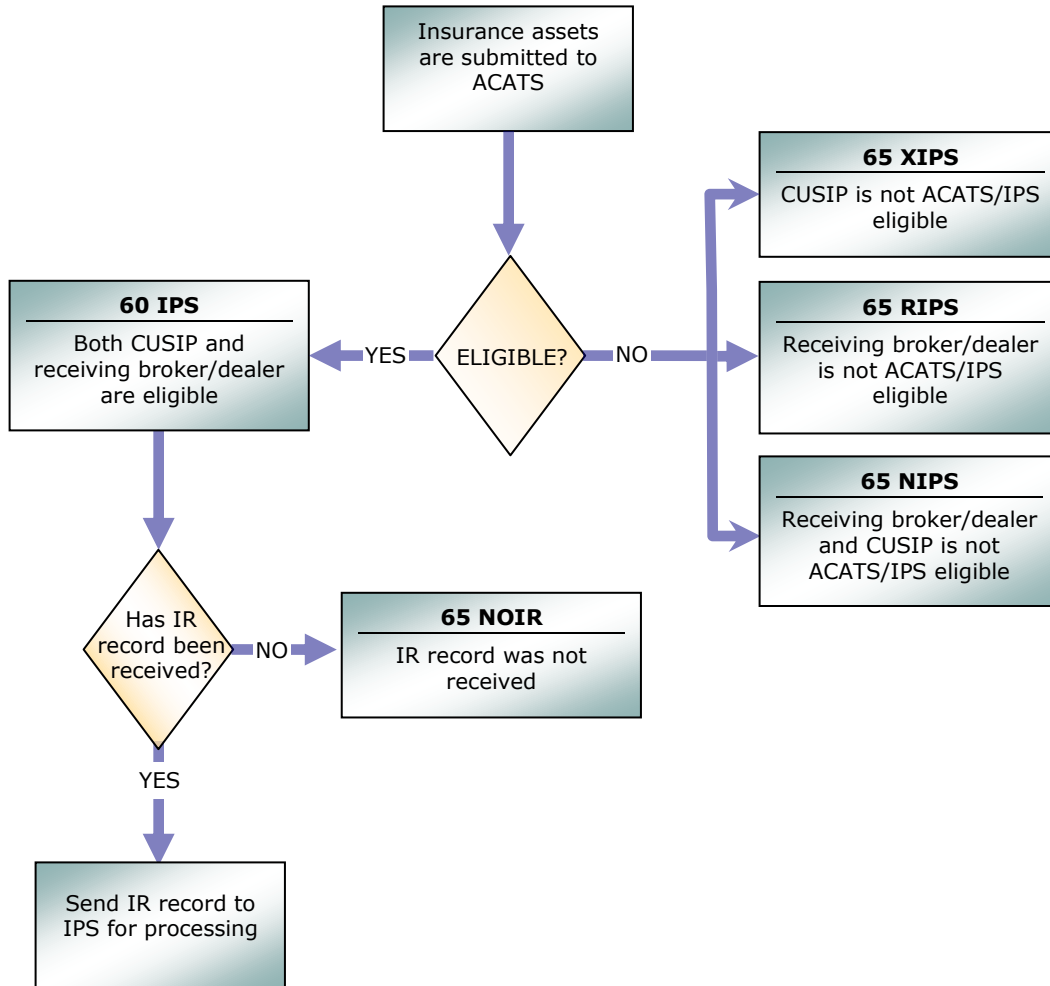 Insurance assets
are submitted to
ACATS
65 XIPS
CUSIP is not ACATS/IPS
eligible
60 IPS
Both CUSIP and
receiving broker/dealer
are eligible
YES
ELIGIBLE?
NO
65 RIPS
Receiving broker/dealer
is not ACATS/IPS
eligible
65 NIPS
Receiving broker/dealer
and CUSIP is not
ACATS/IPS eligible
Has IR
record been
received?
NO
65 NOIR
IR record was not
received
YES
Send IR record to
IPS for processing